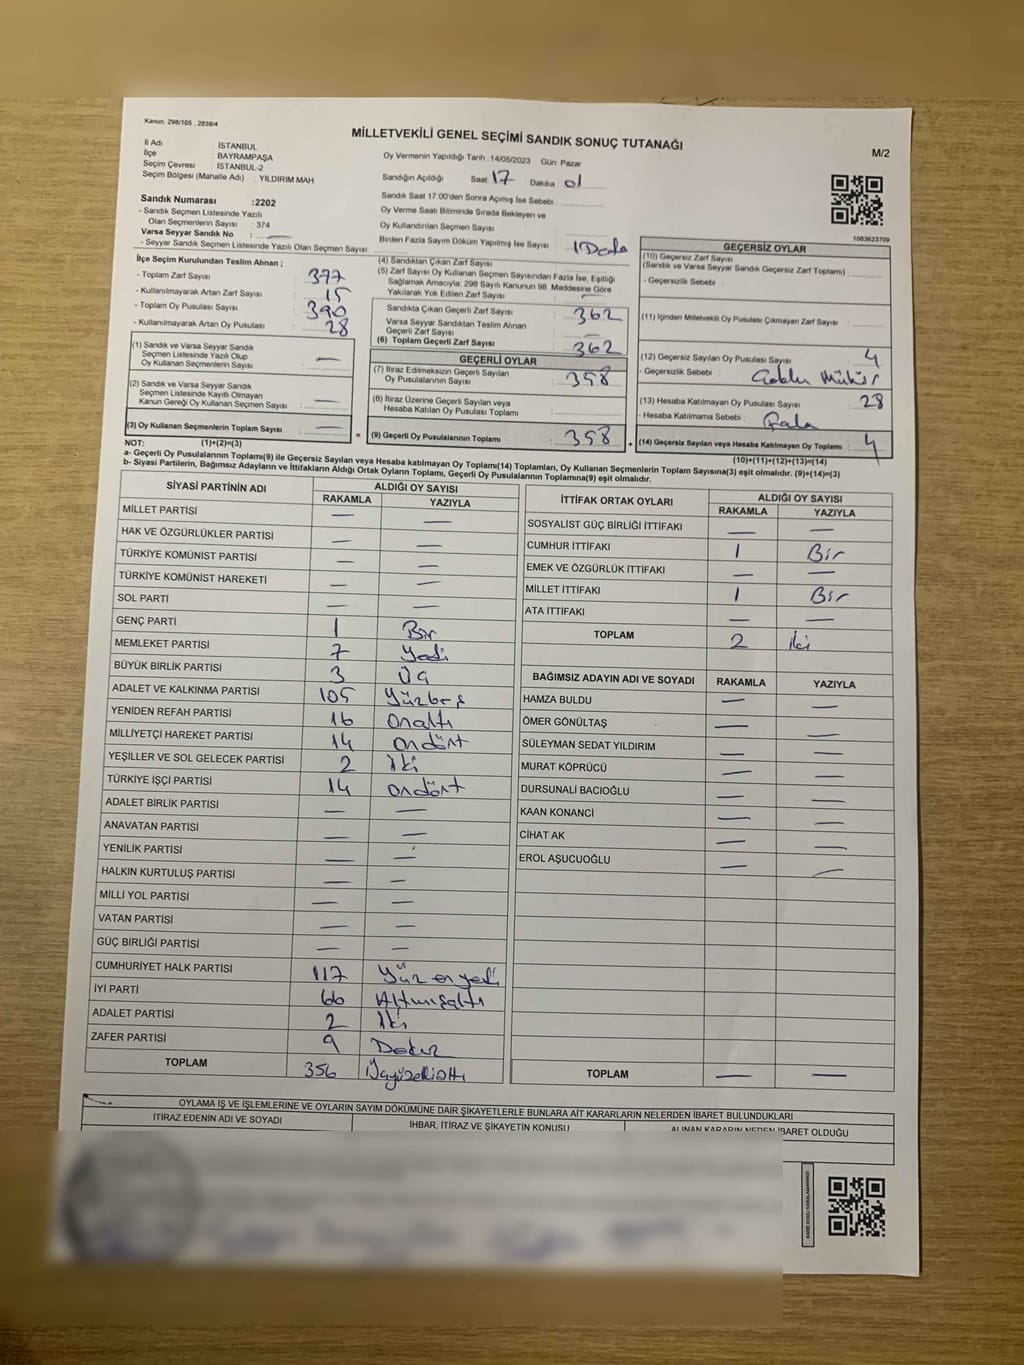 Kanun, 298/105 , 2839/4
MİLLETVEKİLİ GENEL SEÇİMİ SANDIK SONUÇ TUTANAĞI
M/2
İl Adı : İSTANBUL
İlçe : BAYRAMPAŞA
Seçim Çevresi : İSTANBUL-2
Seçim Bölgesi (Mahalle Adı) : YILDIRIM MAH
Oy Vermenin Yapıldığı Tarih : 14/05/2023 Gün: Pazar
Sandığın Açıldığı Saat 17 Dakika : 01
Sandık Saat 17:00'den Sonra Açımış İse Sebebi :
Oy Verme Saati Bitiminde Sırada Bekleyen ve
Oy Kullandırılan Seçmen Sayısı :
Birden Fazla Sayım Döküm Yapılmış İse Sayısı : 1 Defa
1083623709
Sandık Numarası :2202
- Sandık Seçmen Listesinde Yazılı
Olan Seçmenlerin Sayısı : 374
Varsa Seyyar Sandık No : —
- Seyyar Sandık Seçmen Listesinde Yazılı Olan Seçmen Sayısı:
İlçe Seçim Kurulundan Teslim Alınan ;
- Toplam Zarf Sayısı : 377
- Kullanılmayarak Artan Zarf Sayısı : 15
- Toplam Oy Pusulası Sayısı : 390
- Kullanılmayarak Artan Oy Pusulası : 28
(1) Sandık ve Varsa Seyyar Sandık
Seçmen Listesinde Yazılı Olup
Oy Kullanan Seçmenlerin Sayısı : —
(2) Sandık ve Varsa Seyyar Sandık
Seçmen Listesinde Kayıtlı Olmayan
Kanun Gereği Oy Kullanan Seçmen Sayısı : —
(3) Oy Kullanan Seçmenlerin Toplam Sayısı : —
(4) Sandıktan Çıkan Zarf Sayısı :
(5) Zarf Sayısı Oy Kullanan Seçmen Sayısından Fazla İse, Eşitliği
Sağlamak Amacıyla; 298 Sayılı Kanunun 98. Maddesine Göre
Yakılarak Yok Edilen Zarf Sayısı : —
Sandıkta Çıkan Geçerli Zarf Sayısı : 362
Varsa Seyyar Sandıktan Teslim Alınan
Geçerli Zarf Sayısı : —
(6) Toplam Geçerli Zarf Sayısı : 362
GEÇERLİ OYLAR
(7) İtiraz Edilmeksizin Geçerli Sayılan
Oy Pusulalarının Sayısı : 358
(8) İtiraz Üzerine Geçerli Sayılan veya
Hesaba Katılan Oy Pusulası Toplamı :
= (9) Geçerli Oy Pusulalarının Toplamı : 358
GEÇERSİZ OYLAR
(10) Geçersiz Zarf Sayısı
(Sandık ve Varsa Seyyar Sandık Geçersiz Zarf Toplamı) :
- Geçersizlik Sebebi :
(11) İçinden Milletvekili Oy Pusulası Çıkmayan Zarf Sayısı :
(12) Geçersiz Sayılan Oy Pusulası Sayısı : 4
- Geçersizlik Sebebi : Mühür
(13) Hesaba Katılmayan Oy Pusulası Sayısı : 28
- Hesaba Katılmama Sebebi : Fazla
+ (14) Geçersiz Sayılan veya Hesaba Katılmayan Oy Toplamı : 4
NOT: (1)+(2)=(3)
(10)+(11)+(12)+(13)=(14)
a- Geçerli Oy Pusulalarının Toplamı(9) ile Geçersiz Sayılan veya Hesaba katılmayan Oy Toplamı(14) Toplamları, Oy Kullanan Seçmenlerin Toplam Sayısına(3) eşit olmalıdır. (9)+(14)=(3)
b- Siyasi Partilerin, Bağımsız Adayların ve İttifakların Aldığı Ortak Oyların Toplamı, Geçerli Oy Pusulalarının Toplamına(9) eşit olmalıdır.
SİYASİ PARTİNİN ADI ALDIĞI OY SAYISI
RAKAMLA YAZIYLA
MİLLET PARTİSİ — —
HAK VE ÖZGÜRLÜKLER PARTİSİ — —
TÜRKİYE KOMÜNİST PARTİSİ — —
TÜRKİYE KOMÜNİST HAREKETİ — —
SOL PARTİ — —
GENÇ PARTİ 1 Bir
MEMLEKET PARTİSİ 7 Yedi
BÜYÜK BİRLİK PARTİSİ 3 Üç
ADALET VE KALKINMA PARTİSİ 105 Yüzbeş
YENİDEN REFAH PARTİSİ 16 Onaltı
MİLLİYETÇİ HAREKET PARTİSİ 14 Ondört
YEŞİLLER VE SOL GELECEK PARTİSİ 2 İki
TÜRKİYE İŞÇİ PARTİSİ 14 Ondört
ADALET BİRLİK PARTİSİ — —
ANAVATAN PARTİSİ — —
YENİLİK PARTİSİ — —
HALKIN KURTULUŞ PARTİSİ — —
MİLLİ YOL PARTİSİ — —
VATAN PARTİSİ — —
GÜÇ BİRLİĞİ PARTİSİ — —
CUMHURİYET HALK PARTİSİ 117 Yüz on yedi
İYİ PARTİ 66 Altmışaltı
ADALET PARTİSİ 2 İki
ZAFER PARTİSİ 9 Dokuz
TOPLAM 356 Üçyüzelliatı
İTTİFAK ORTAK OYLARI ALDIĞI OY SAYISI
RAKAMLA YAZIYLA
SOSYALİST GÜÇ BİRLİĞİ İTTİFAKI — —
CUMHUR İTTİFAKI 1 Bir
EMEK VE ÖZGÜRLÜK İTTİFAKI — —
MİLLET İTTİFAKI 1 Bir
ATA İTTİFAKI — —
TOPLAM 2 İki
BAĞIMSIZ ADAYIN ADI VE SOYADI RAKAMLA YAZIYLA
HAMZA BULDU — —
ÖMER GÖNÜLTAŞ — —
SÜLEYMAN SEDAT YILDIRIM — —
MURAT KÖPRÜCÜ — —
DURSUNALİ BACIOĞLU — —
KAAN KONANCİ — —
CİHAT AK — —
EROL AŞUCUOĞLU — —
TOPLAM — —
OYLAMA İŞ VE İŞLEMLERİNE VE OYLARIN SAYIM DÖKÜMÜNE DAİR ŞİKAYETLERLE BUNLARA AİT KARARLARIN NELERDEN İBARET BULUNDUKLARI
İTİRAZ EDENİN ADI VE SOYADI İHBAR, İTİRAZ VE ŞİKAYETİN KONUSU ALINAN KARARIN NEDEN İBARET OLDUĞU